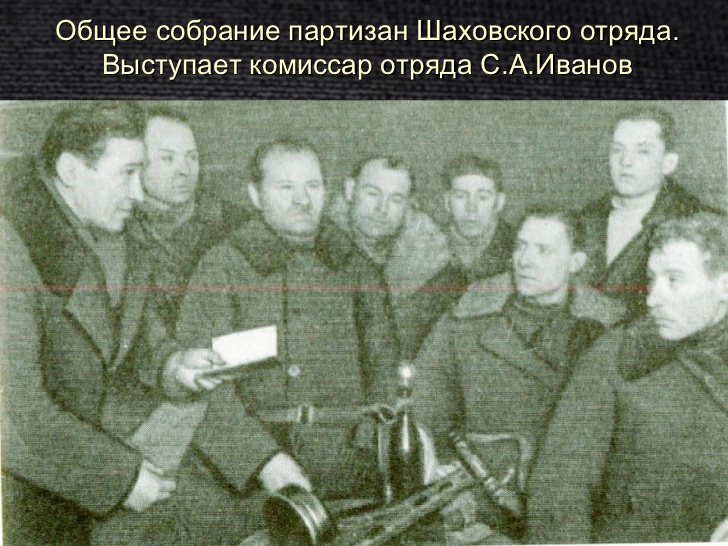 Общее собрание партизан Шаховского отряда.
Выступает комиссар отряда С.А.Иванов